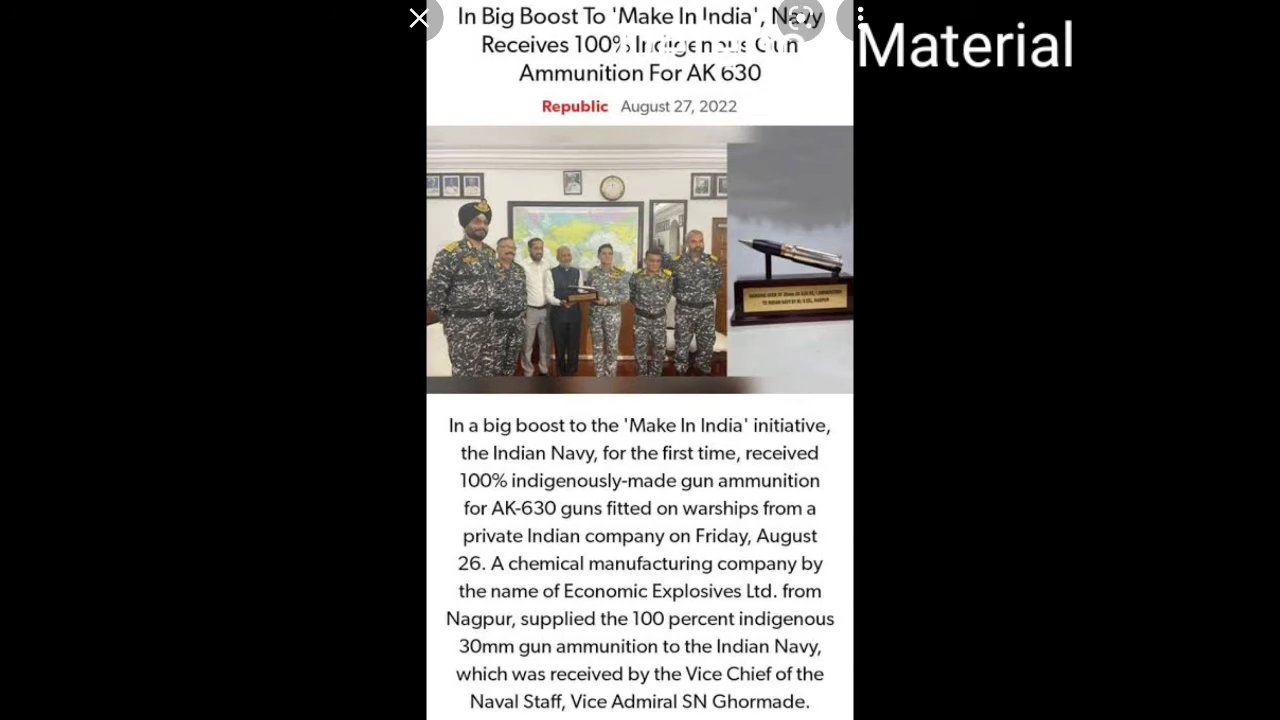 In Big Boost To 'Make In India', Navy
Receives 100% Indigenous Gun
Ammunition For AK 630
Material
Republic August 27, 2022
In a big boost to the 'Make In India' initiative,
the Indian Navy, for the first time, received
100% indigenously-made gun ammunition
for AK-630 guns fitted on warships from a
private Indian company on Friday, August
26. A chemical manufacturing company by
the name of Economic Explosives Ltd. from
Nagpur, supplied the 100 percent indigenous
30mm gun ammunition to the Indian Navy,
which was received by the Vice Chief of the
Naval Staff, Vice Admiral SN Ghormade.